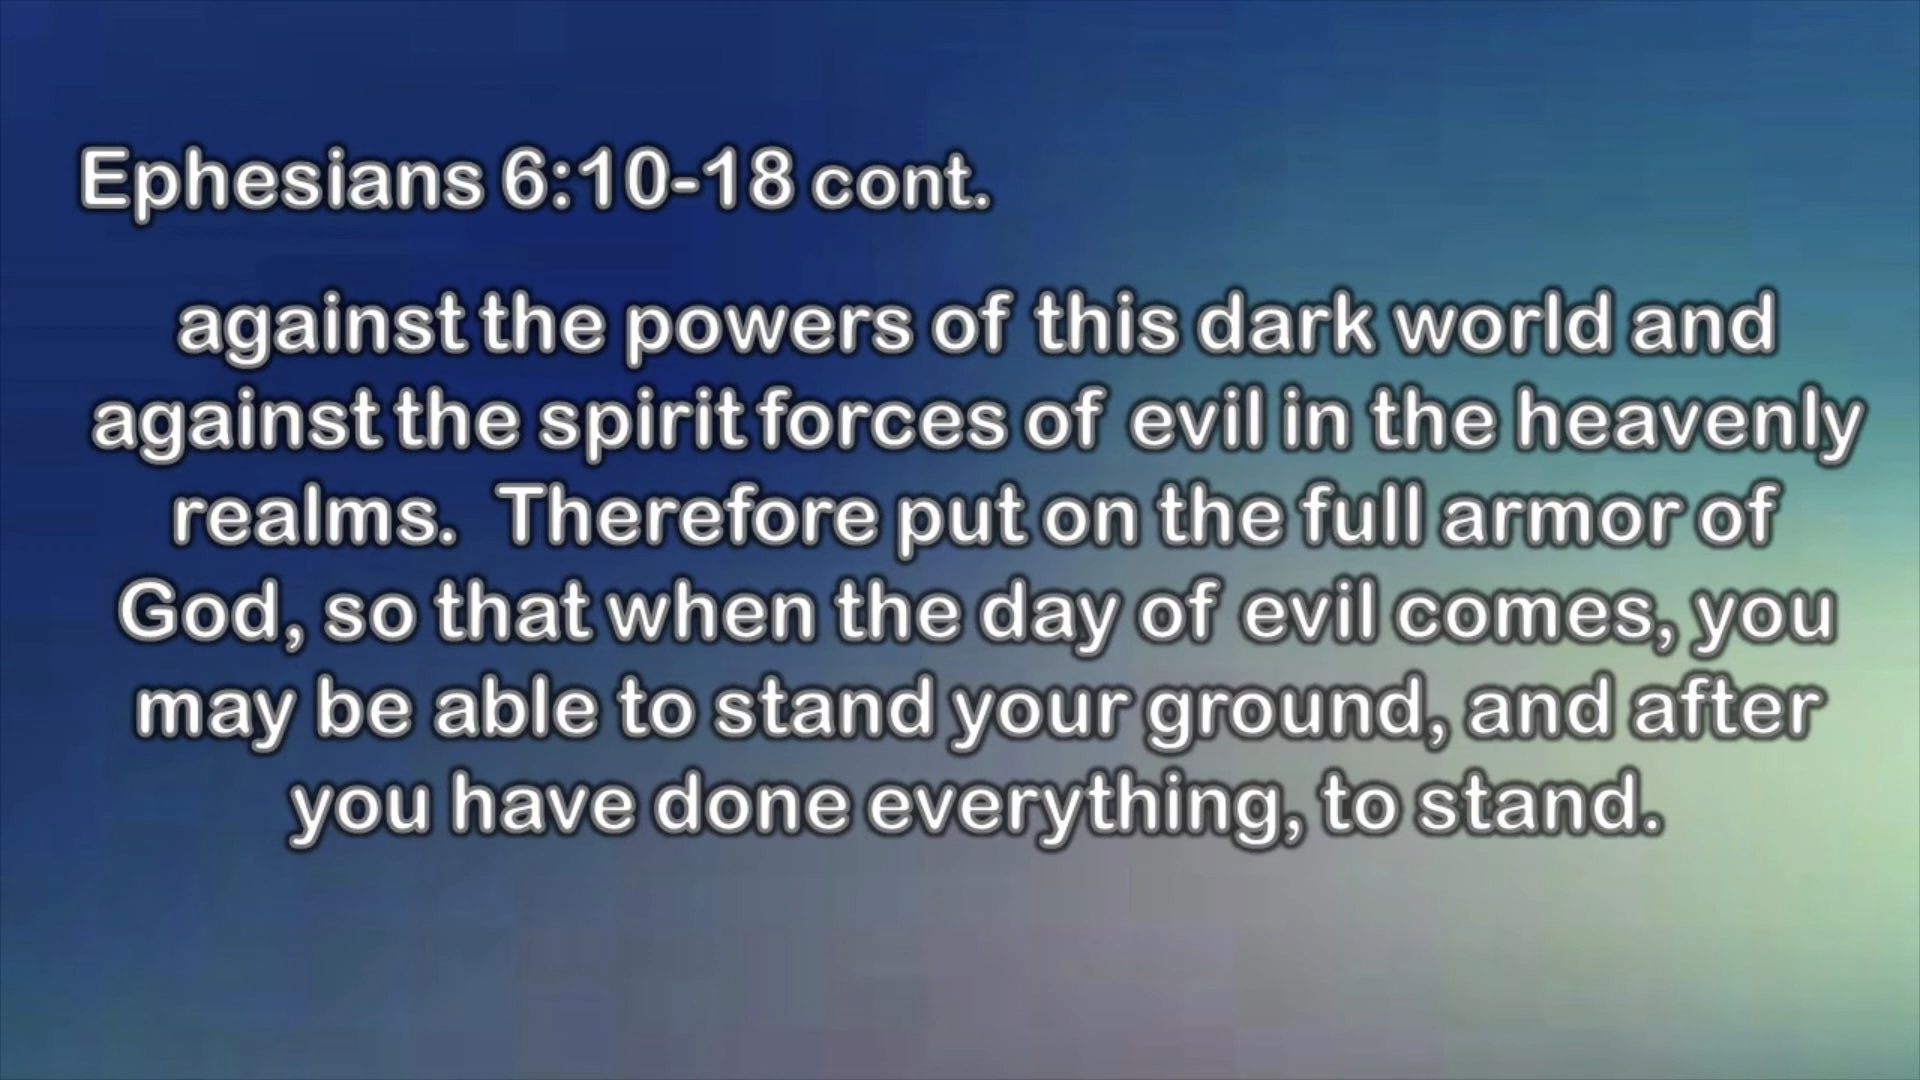 Ephesians 6:10-18 cont.
against the powers of this dark world and
against the spirit forces of evil in the heavenly
realms.  Therefore put on the full armor of
God, so that when the day of evil comes, you
may be able to stand your ground, and after
you have done everything, to stand.